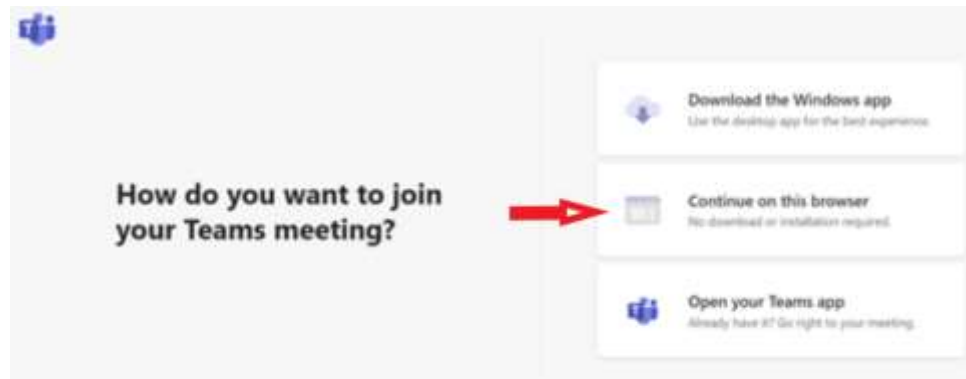 How do you want to join
your Teams meeting?
Download the Windows app
Use the desktop app for the best experience.
Continue on this browser
No download or installation required.
Open your Teams app
Already have it? Go right to your meeting.